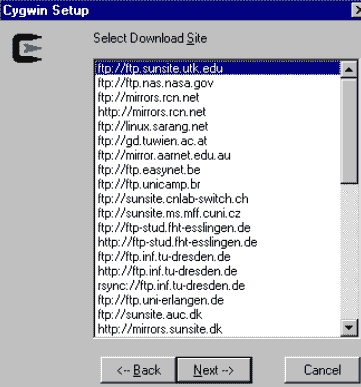 Cygwin Setup
Select Download Site
ftp://ftp.sunsite.utk.edu
ftp://ftp.nas.nasa.gov
ftp://mirrors.rcn.net
http://mirrors.rcn.net
ftp://linux.sarang.net
ftp://gd.tuwien.ac.at
ftp://mirror.aarnet.edu.au
ftp://ftp.easynet.be
ftp://ftp.unicamp.br
ftp://sunsite.cnlab-switch.ch
ftp://sunsite.ms.mff.cuni.cz
ftp://ftp-stud.fht-esslingen.de
http://ftp-stud.fht-esslingen.de
ftp://ftp.inf.tu-dresden.de
http://ftp.inf.tu-dresden.de
rsync://ftp.inf.tu-dresden.de
ftp://ftp.uni-erlangen.de
ftp://sunsite.auc.dk
http://mirrors.sunsite.dk
<-- Back Next --> Cancel